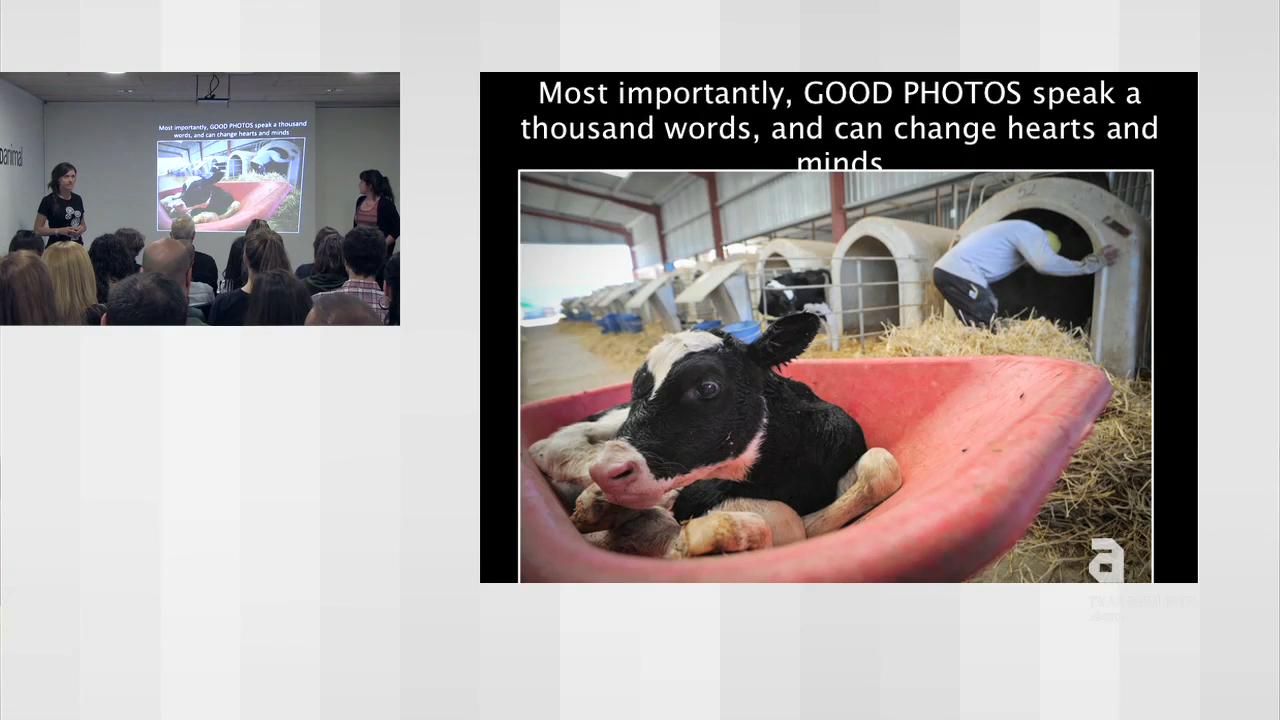 Most importantly, GOOD PHOTOS speak a
thousand words, and can change hearts and
minds
Most importantly, GOOD PHOTOS speak a thousand
words, and can change hearts and minds
animal
a